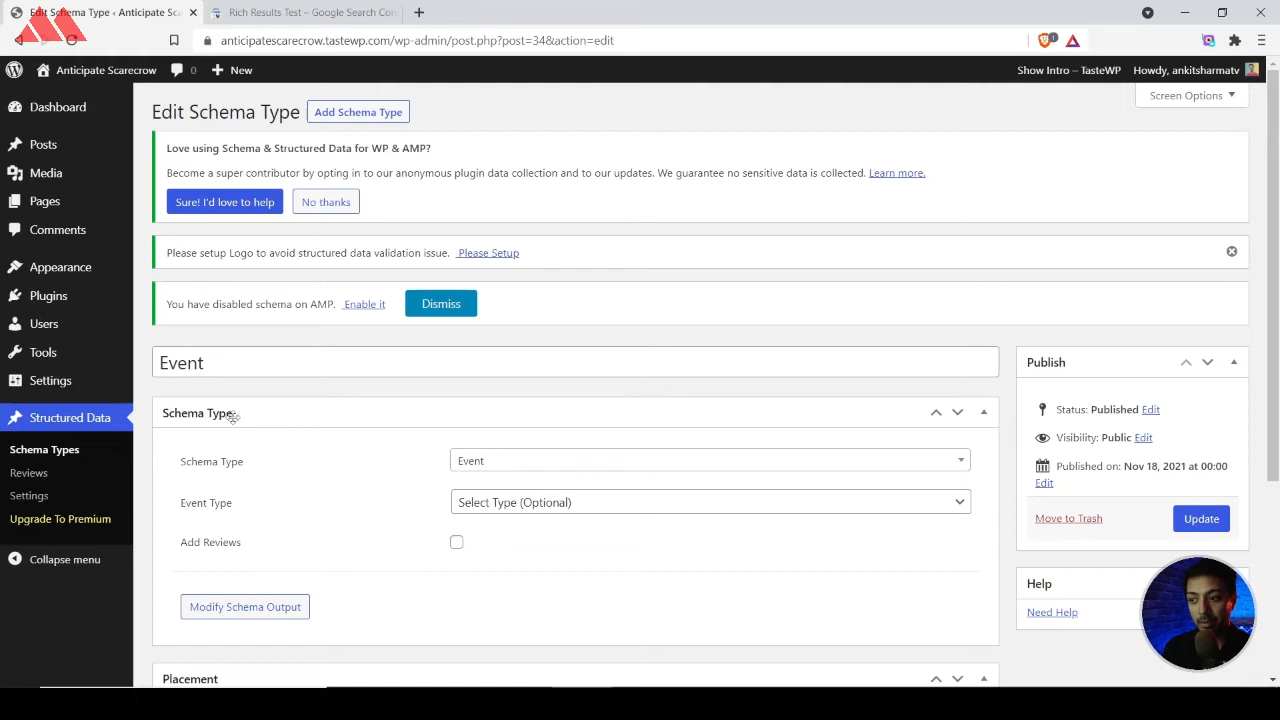 Edit Schema Type ‹ Anticipate Scarecrow
Rich Results Test – Google Search Con
anticipatescarecrow.tastewp.com/wp-admin/post.php?post=34&action=edit
1
Anticipate Scarecrow
0
New
Show Intro – TasteWP
Howdy, ankitsharmatv
Dashboard
Posts
Media
Pages
Comments
Appearance
Plugins
Users
Tools
Settings
Structured Data
Schema Types
Reviews
Settings
Upgrade To Premium
Collapse menu
Screen Options
Edit Schema Type
Add Schema Type
Love using Schema & Structured Data for WP & AMP?
Become a super contributor by opting in to our anonymous plugin data collection and to our updates. We guarantee no sensitive data is collected. Learn more.
Sure! I'd love to help
No thanks
Please setup Logo to avoid structured data validation issue. Please Setup
You have disabled schema on AMP. Enable it
Dismiss
Event
Schema Type
Schema Type
Event
Event Type
Select Type (Optional)
Add Reviews
Modify Schema Output
Placement
Publish
Status: Published Edit
Visibility: Public Edit
Published on: Nov 18, 2021 at 00:00
Edit
Move to Trash
Update
Help
Need Help